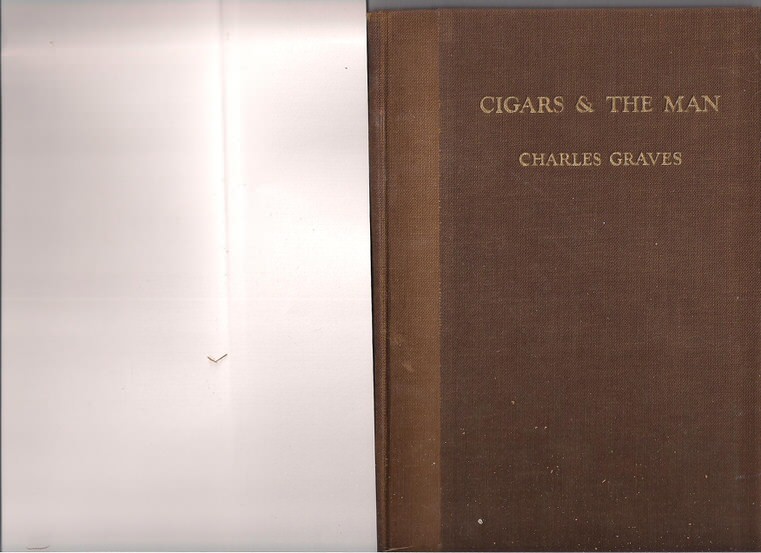 CIGARS & THE MAN
CHARLES GRAVES